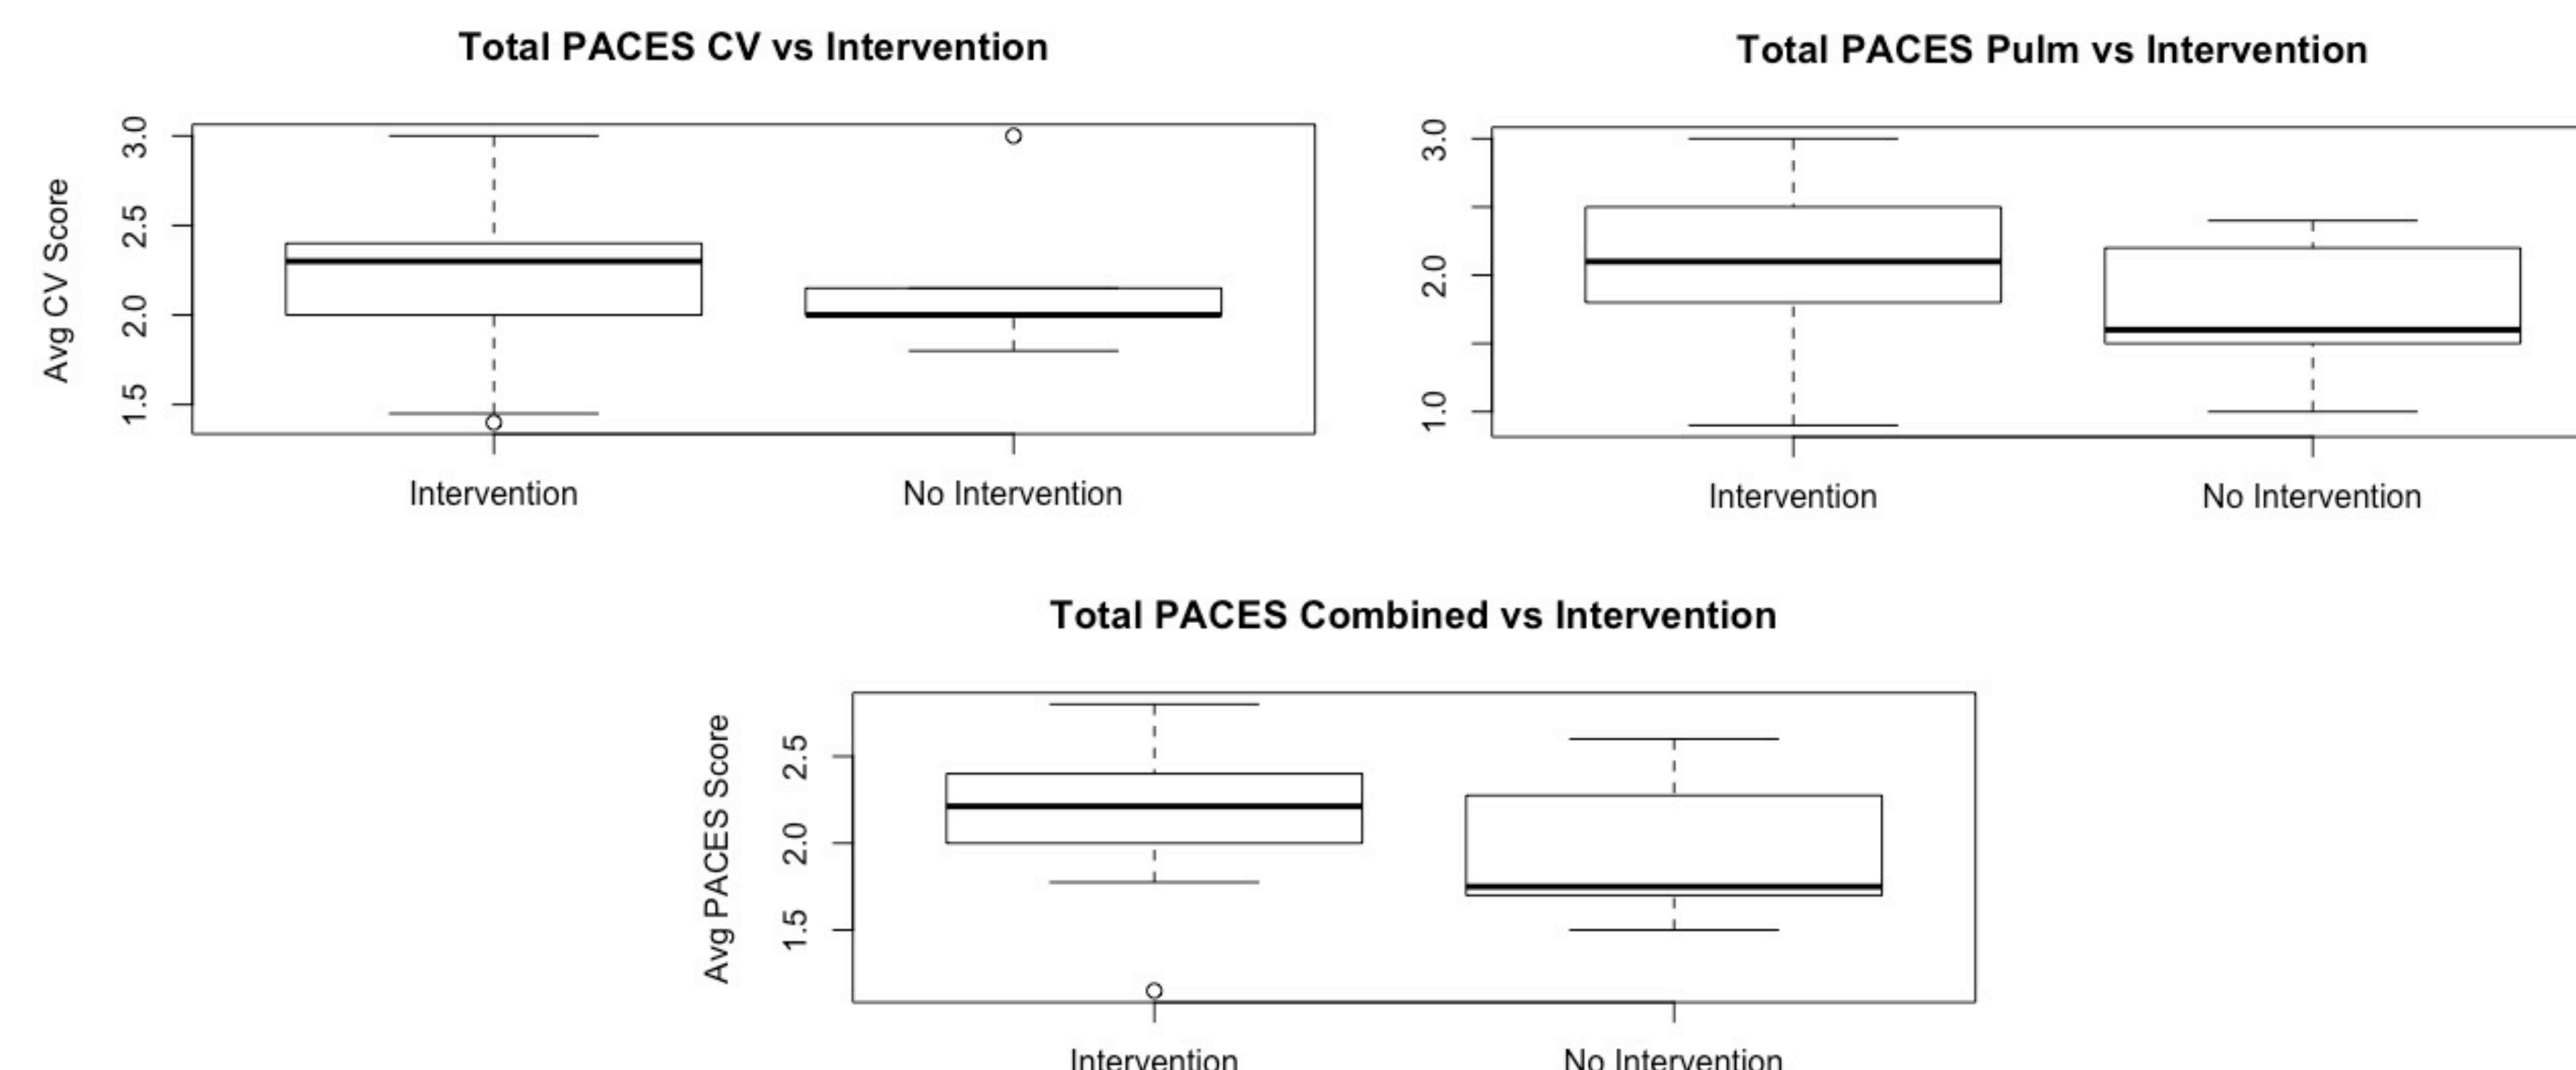 Total PACES CV vs Intervention
Avg CV Score
3.0
2.5
2.0
1.5
Intervention
No Intervention
Total PACES Pulm vs Intervention
3.0
2.0
1.0
Intervention
No Intervention
Total PACES Combined vs Intervention
Avg PACES Score
2.5
2.0
1.5
Intervention
No Intervention